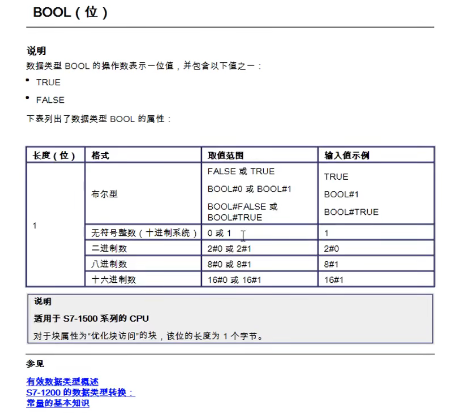 BOOL（位）
说明
数据类型 BOOL 的操作数表示一位值，并包含以下值之一：
• TRUE
• FALSE
下表列出了数据类型 BOOL 的属性：
长度（位） 格式 取值范围 输入值示例
1 布尔型 FALSE 或 TRUE TRUE
BOOL#0 或 BOOL#1 BOOL#1
BOOL#FALSE 或 BOOL#TRUE
BOOL#TRUE
无符号整数（十进制系统） 0 或 1 1
二进制数 2#0 或 2#1 2#0
八进制数 8#0 或 8#1 8#1
十六进制数 16#0 或 16#1 16#1
说明
适用于 S7-1500 系列的 CPU
对于块属性为“优化块访问”的块，该位的长度为 1 个字节。
参见
有效数据类型概述
S7-1200 的数据类型转换：
常量的基本知识